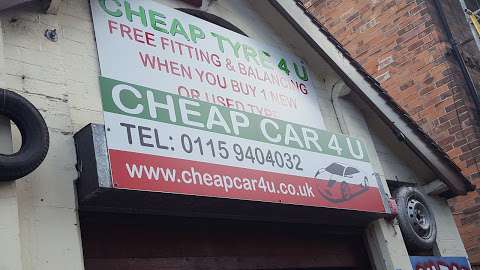 CHEAP TYRE 4 U
FREE FITTING & BALANCING
WHEN YOU BUY 1 NEW
OR USED TYRE
CHEAP CAR 4 U
TEL: 0115 9404032
www.cheapcar4u.co.uk